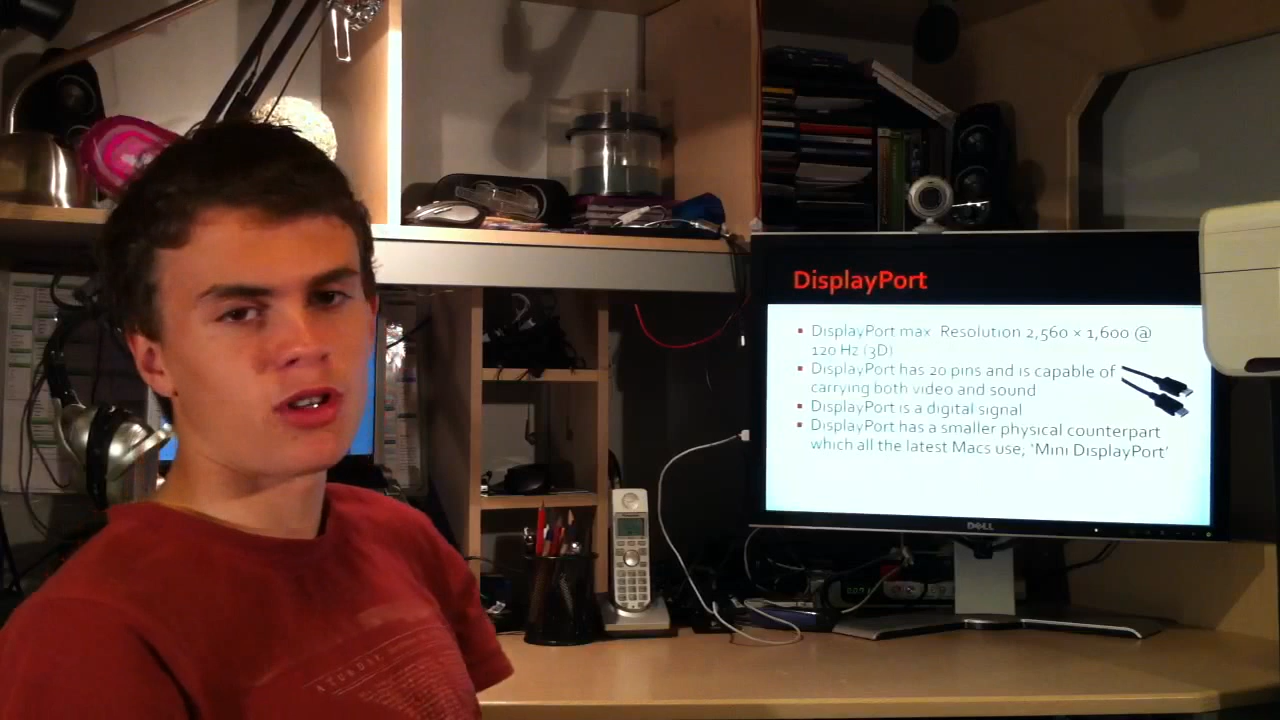 DisplayPort
▪ DisplayPort max Resolution 2,560 × 1,600 @
120 Hz (3D)
▪ DisplayPort has 20 pins and is capable of
carrying both video and sound
▪ DisplayPort is a digital signal
▪ DisplayPort has a smaller physical counterpart
which all the latest Macs use, 'Mini DisplayPort'
DELL